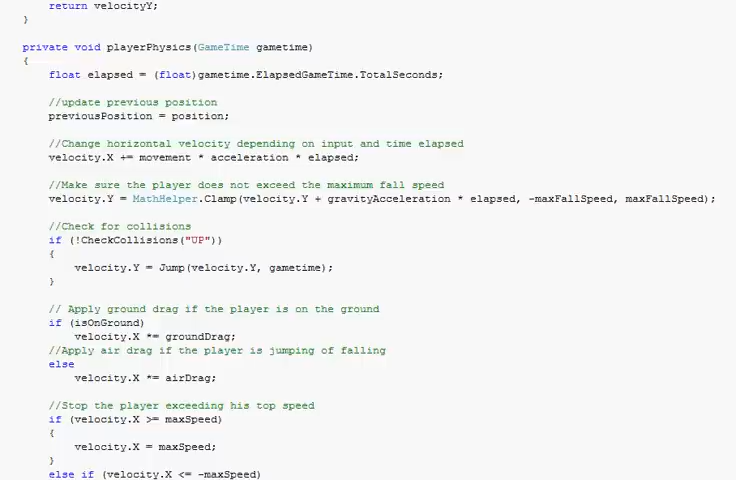 return velocityY;
}
private void playerPhysics(GameTime gametime)
{
float elapsed = (float)gametime.ElapsedGameTime.TotalSeconds;
//update previous position
previousPosition = position;
//Change horizontal velocity depending on input and time elapsed
velocity.X += movement * acceleration * elapsed;
//Make sure the player does not exceed the maximum fall speed
velocity.Y = MathHelper.Clamp(velocity.Y + gravityAcceleration * elapsed, -maxFallSpeed, maxFallSpeed);
//Check for collisions
if (!CheckCollisions("UP"))
{
velocity.Y = Jump(velocity.Y, gametime);
}
// Apply ground drag if the player is on the ground
if (isOnGround)
velocity.X *= groundDrag;
//Apply air drag if the player is jumping of falling
else
velocity.X *= airDrag;
//Stop the player exceeding his top speed
if (velocity.X >= maxSpeed)
{
velocity.X = maxSpeed;
}
else if (velocity.X <= -maxSpeed)